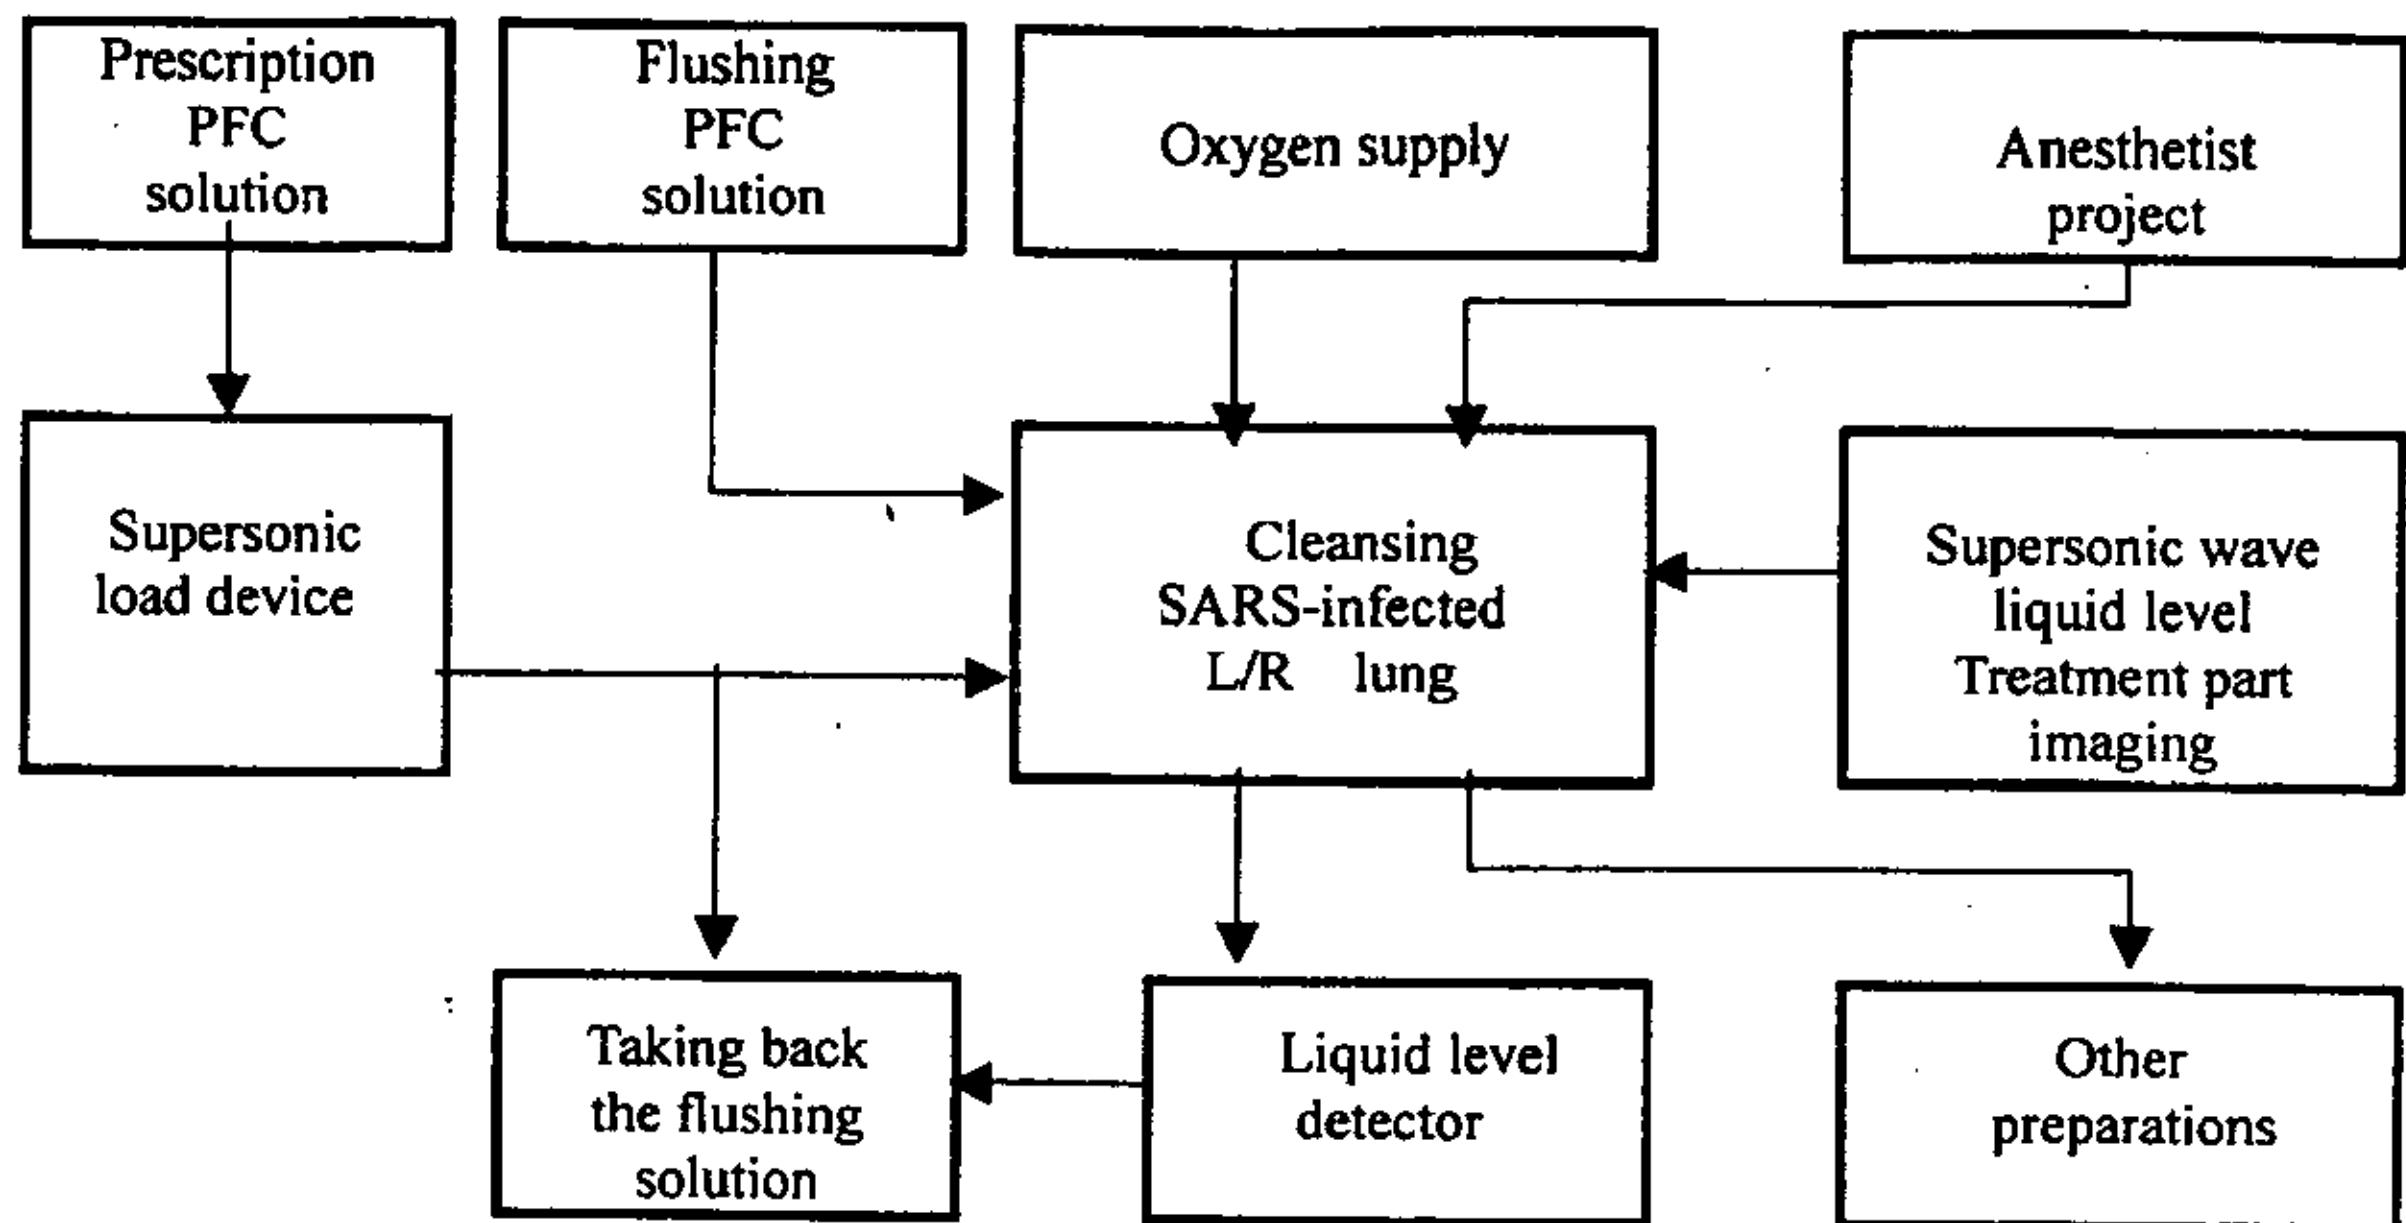 Prescription
PFC
solution
Flushing
PFC
solution
Oxygen supply
Anesthetist
project
Supersonic
load device
Cleansing
SARS-infected
L/R lung
Supersonic wave
liquid level
Treatment part
imaging
Taking back
the flushing
solution
Liquid level
detector
Other
preparations